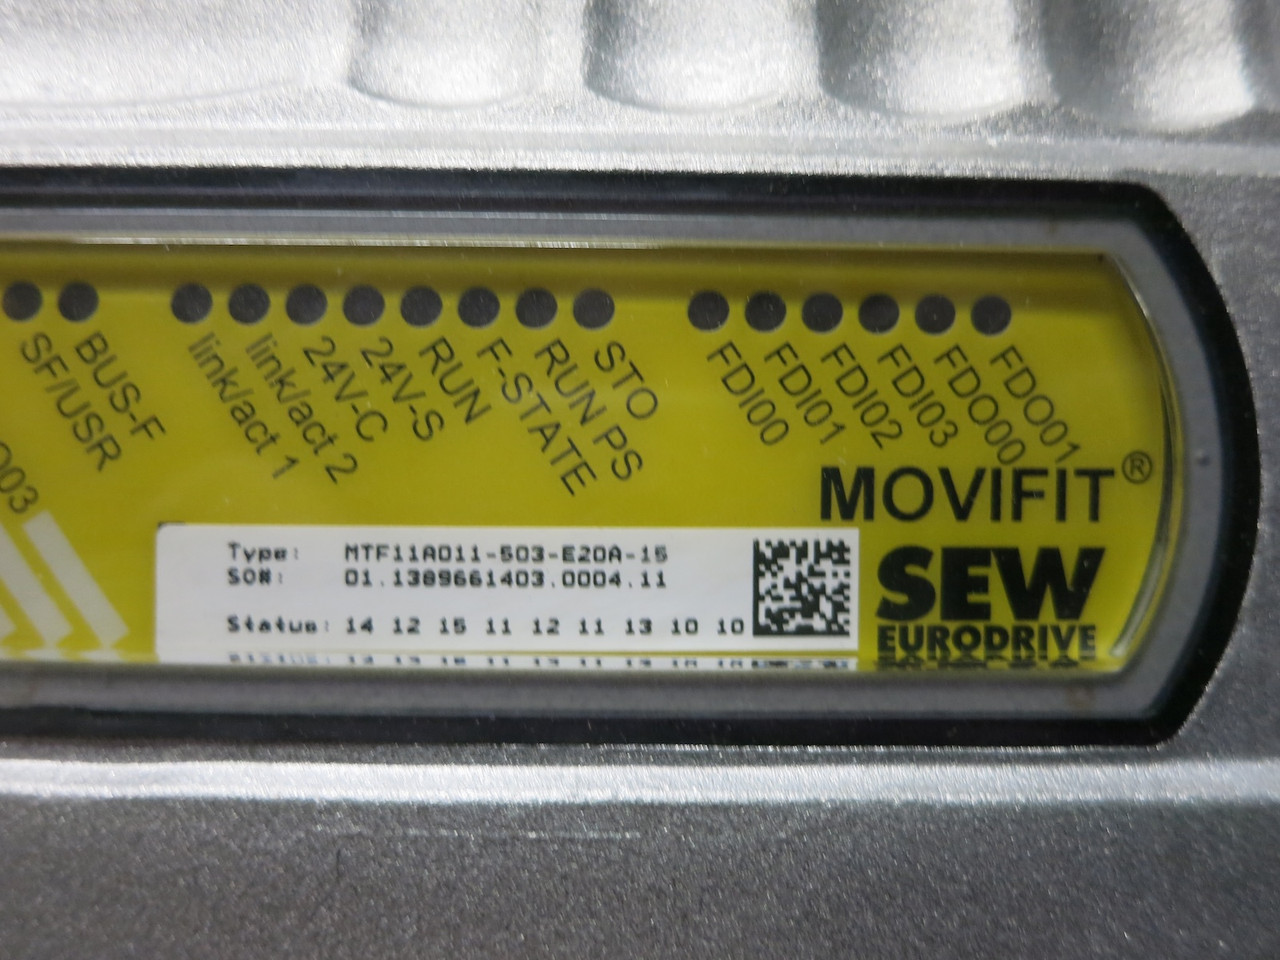 SF/USR
BUS-F
link/act 1
link/act 2
24V-C
24V-S
RUN
F-STATE
RUN PS
STO
FDI00
FDI01
FDI02
FDI03
FDO00
FDO01
MOVIFIT®
Type: MTF11A011-503-E20A-15
SO#: 01.1389661403.0004.11
Status: 14 12 15 11 12 11 13 10 10
SEW
EURODRIVE